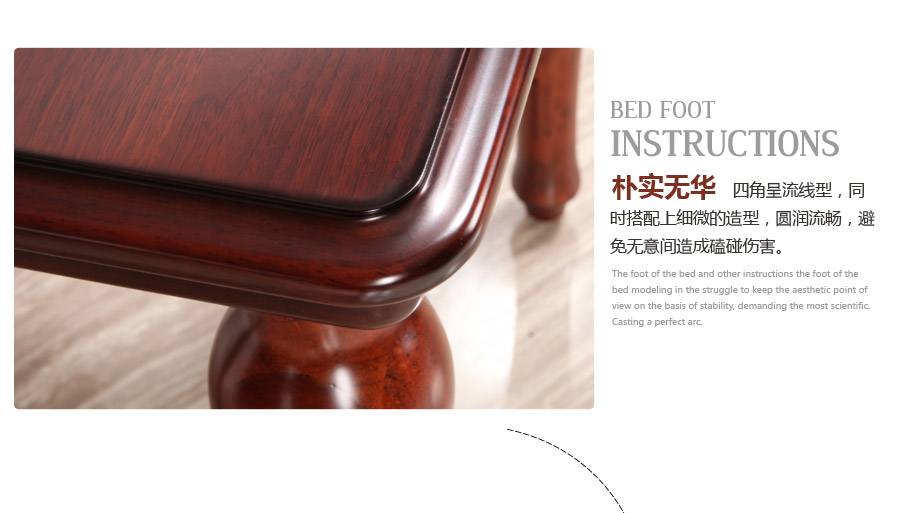 BED FOOT
INSTRUCTIONS
朴实无华 四角呈流线型，同
时搭配上细微的造型，圆润流畅，避
免无意间造成磕碰伤害。
The foot of the bed and other instructions the foot of the
bed modeling in the struggle to keep the aesthetic point of
view on the basis of stability, demanding the most scientific.
Casting a perfect arc.